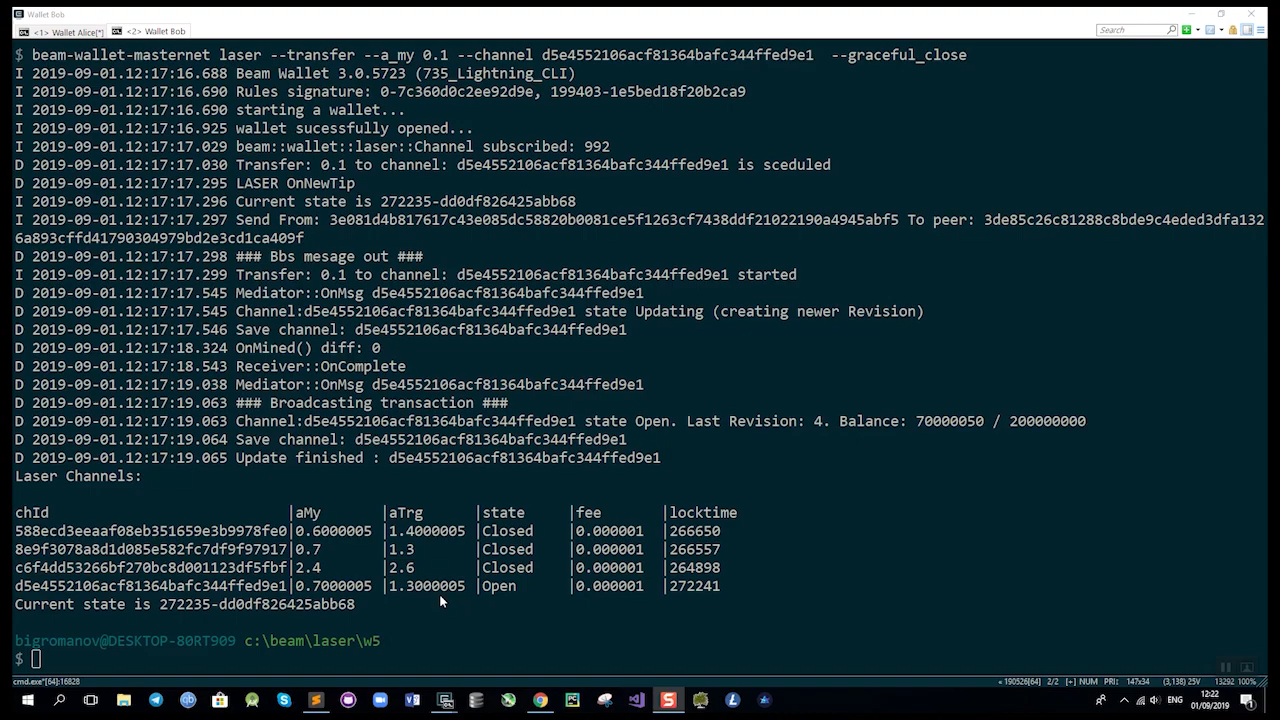 Wallet Bob
<1> Wallet Alice[*]
<2> Wallet Bob
Search
$ beam-wallet-masternet laser --transfer --a_my 0.1 --channel d5e4552106acf81364bafc344ffed9e1  --graceful_close
I 2019-09-01.12:17:16.688 Beam Wallet 3.0.5723 (735_Lightning_CLI)
I 2019-09-01.12:17:16.690 Rules signature: 0-7c360d0c2ee92d9e, 199403-1e5bed18f20b2ca9
I 2019-09-01.12:17:16.690 starting a wallet...
I 2019-09-01.12:17:16.925 wallet sucessfully opened...
I 2019-09-01.12:17:17.029 beam::wallet::laser::Channel subscribed: 992
D 2019-09-01.12:17:17.030 Transfer: 0.1 to channel: d5e4552106acf81364bafc344ffed9e1 is sceduled
D 2019-09-01.12:17:17.295 LASER OnNewTip
I 2019-09-01.12:17:17.296 Current state is 272235-dd0df826425abb68
I 2019-09-01.12:17:17.297 Send From: 3e081d4b817617c43e085dc58820b0081ce5f1263cf7438ddf21022190a4945abf5 To peer: 3de85c26c81288c8bde9c4eded3dfa132
6a893cffd41790304979bd2e3cd1ca409f
D 2019-09-01.12:17:17.298 ### Bbs mesage out ###
I 2019-09-01.12:17:17.299 Transfer: 0.1 to channel: d5e4552106acf81364bafc344ffed9e1 started
D 2019-09-01.12:17:17.545 Mediator::OnMsg d5e4552106acf81364bafc344ffed9e1
D 2019-09-01.12:17:17.545 Channel:d5e4552106acf81364bafc344ffed9e1 state Updating (creating newer Revision)
D 2019-09-01.12:17:17.546 Save channel: d5e4552106acf81364bafc344ffed9e1
D 2019-09-01.12:17:18.324 OnMined() diff: 0
D 2019-09-01.12:17:18.543 Receiver::OnComplete
D 2019-09-01.12:17:19.038 Mediator::OnMsg d5e4552106acf81364bafc344ffed9e1
D 2019-09-01.12:17:19.063 ### Broadcasting transaction ###
D 2019-09-01.12:17:19.063 Channel:d5e4552106acf81364bafc344ffed9e1 state Open. Last Revision: 4. Balance: 70000050 / 200000000
D 2019-09-01.12:17:19.064 Save channel: d5e4552106acf81364bafc344ffed9e1
D 2019-09-01.12:17:19.065 Update finished : d5e4552106acf81364bafc344ffed9e1
Laser Channels:
chId |aMy |aTrg |state |fee |locktime
588ecd3eeaaf08eb351659e3b9978fe0|0.6000005 |1.4000005 |Closed |0.000001 |266650
8e9f3078a8d1d085e582fc7df9f97917|0.7 |1.3 |Closed |0.000001 |266557
c6f4dd53266bf270bc8d001123df5fbf|2.4 |2.6 |Closed |0.000001 |264898
d5e4552106acf81364bafc344ffed9e1|0.7000005 |1.3000005 |Open |0.000001 |272241
Current state is 272235-dd0df826425abb68
bigromanov@DESKTOP-80RT909 c:\beam\laser\w5
$
cmd.exe*[64]:16828
« 190526[64] 2/2 [+] NUM PRI: 147x34 (3,138) 25V 13292 100%
ENG
12:22
01/09/2019